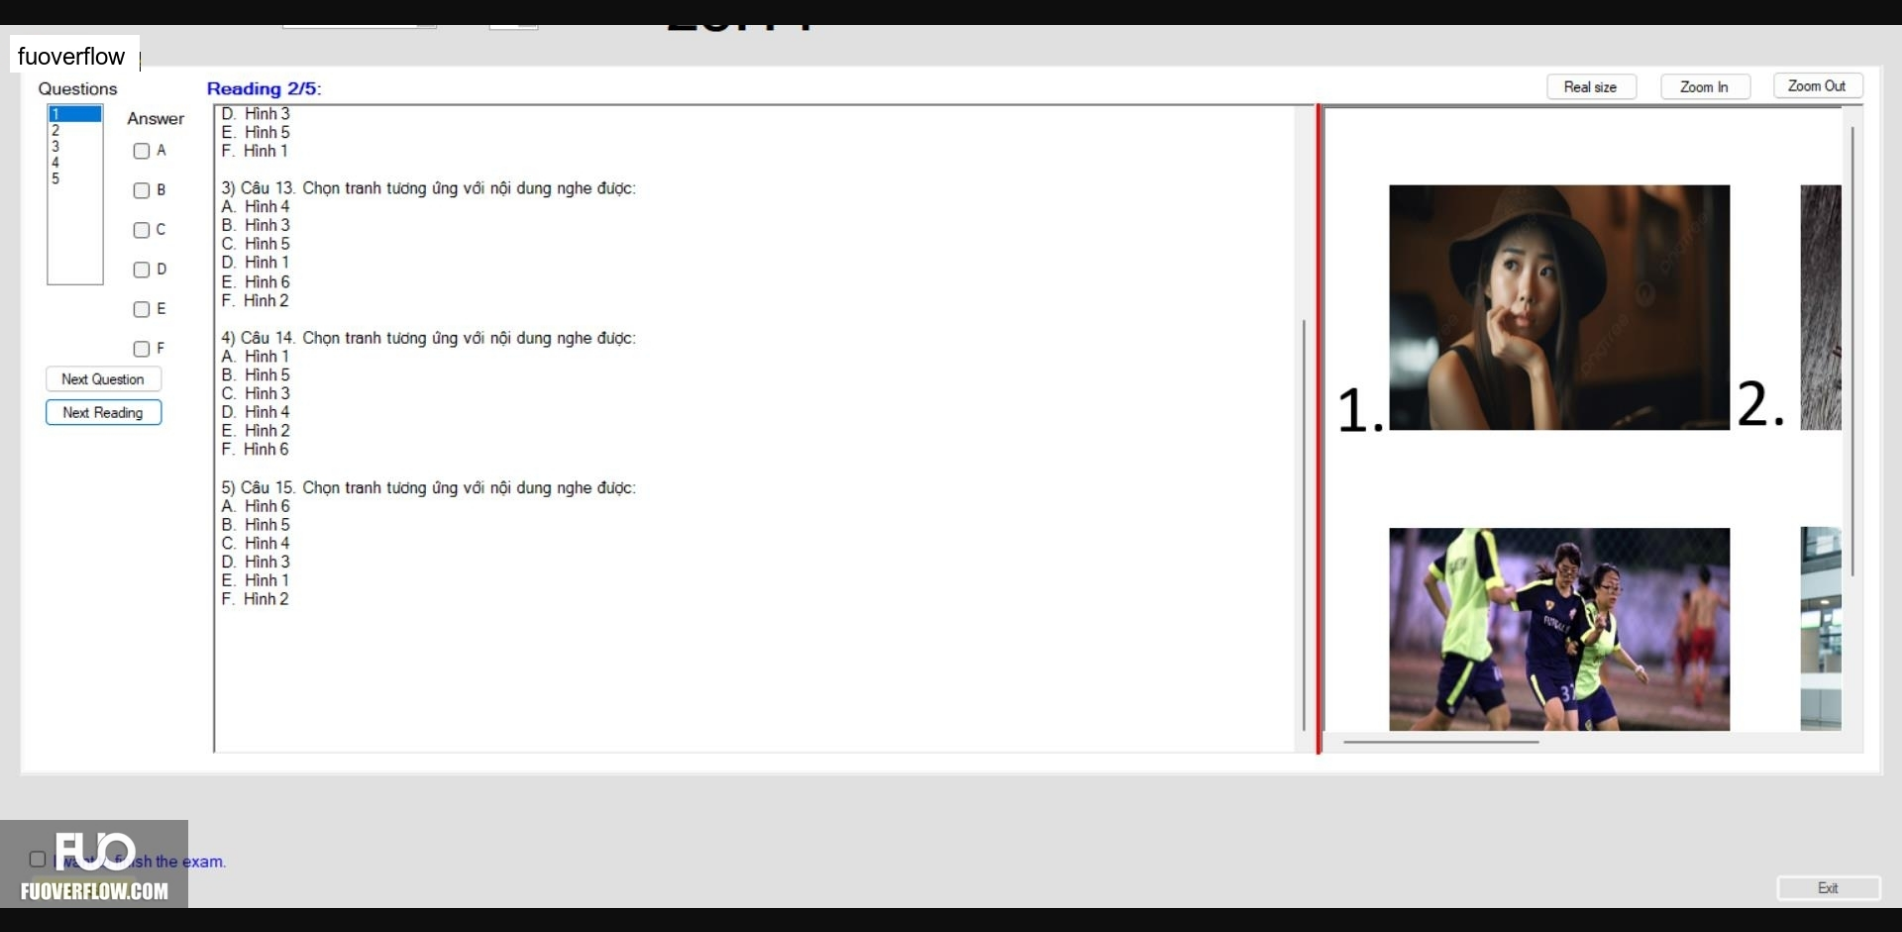 fuoverflow
Questions
Reading 2/5:
Real size
Zoom In
Zoom Out
1
2
3
4
5
Answer
A
B
C
D
E
F
Next Question
Next Reading
D. Hình 3
E. Hình 5
F. Hình 1
3) Câu 13. Chọn tranh tương ứng với nội dung nghe được:
A. Hình 4
B. Hình 3
C. Hình 5
D. Hình 1
E. Hình 6
F. Hình 2
4) Câu 14. Chọn tranh tương ứng với nội dung nghe được:
A. Hình 1
B. Hình 5
C. Hình 3
D. Hình 4
E. Hình 2
F. Hình 6
5) Câu 15. Chọn tranh tương ứng với nội dung nghe được:
A. Hình 6
B. Hình 5
C. Hình 4
D. Hình 3
E. Hình 1
F. Hình 2
1.
2.
FUO
the exam.
FUOVERFLOW.COM
Exit